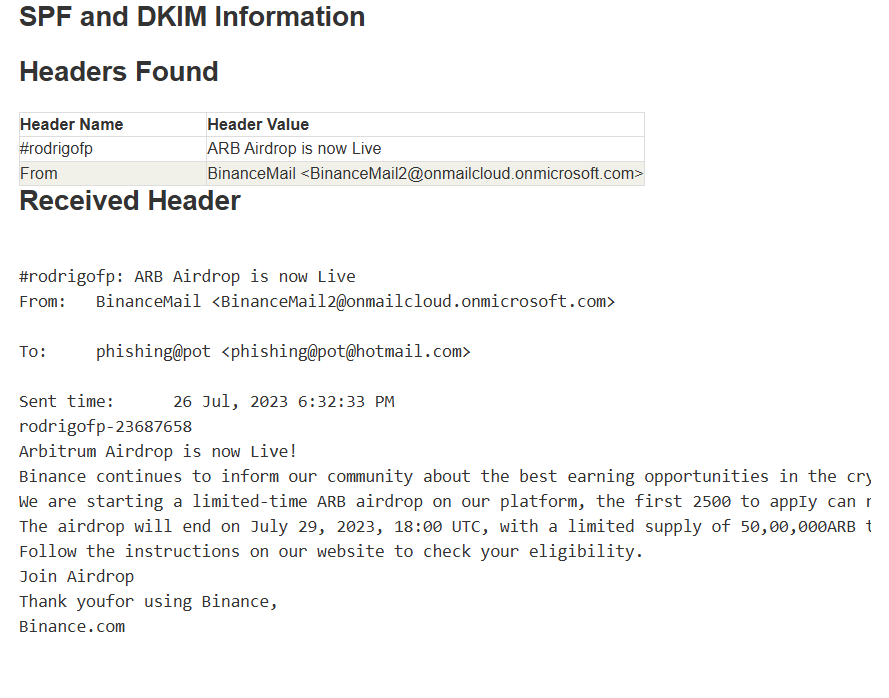 SPF and DKIM Information
Headers Found
Header Name Header Value
#rodrigofp ARB Airdrop is now Live
From BinanceMail <BinanceMail2@onmailcloud.onmicrosoft.com>
Received Header
#rodrigofp: ARB Airdrop is now Live
From: BinanceMail <BinanceMail2@onmailcloud.onmicrosoft.com>
To: phishing@pot <phishing@pot@hotmail.com>
Sent time: 26 Jul, 2023 6:32:33 PM
rodrigofp-23687658
Arbitrum Airdrop is now Live!
Binance continues to inform our community about the best earning opportunities in the
We are starting a limited-time ARB airdrop on our platform, the first 2500 to appIy can
The airdrop will end on July 29, 2023, 18:00 UTC, with a limited supply of 50,00,000ARB
Follow the instructions on our website to check your eligibility.
Join Airdrop
Thank youfor using Binance,
Binance.com